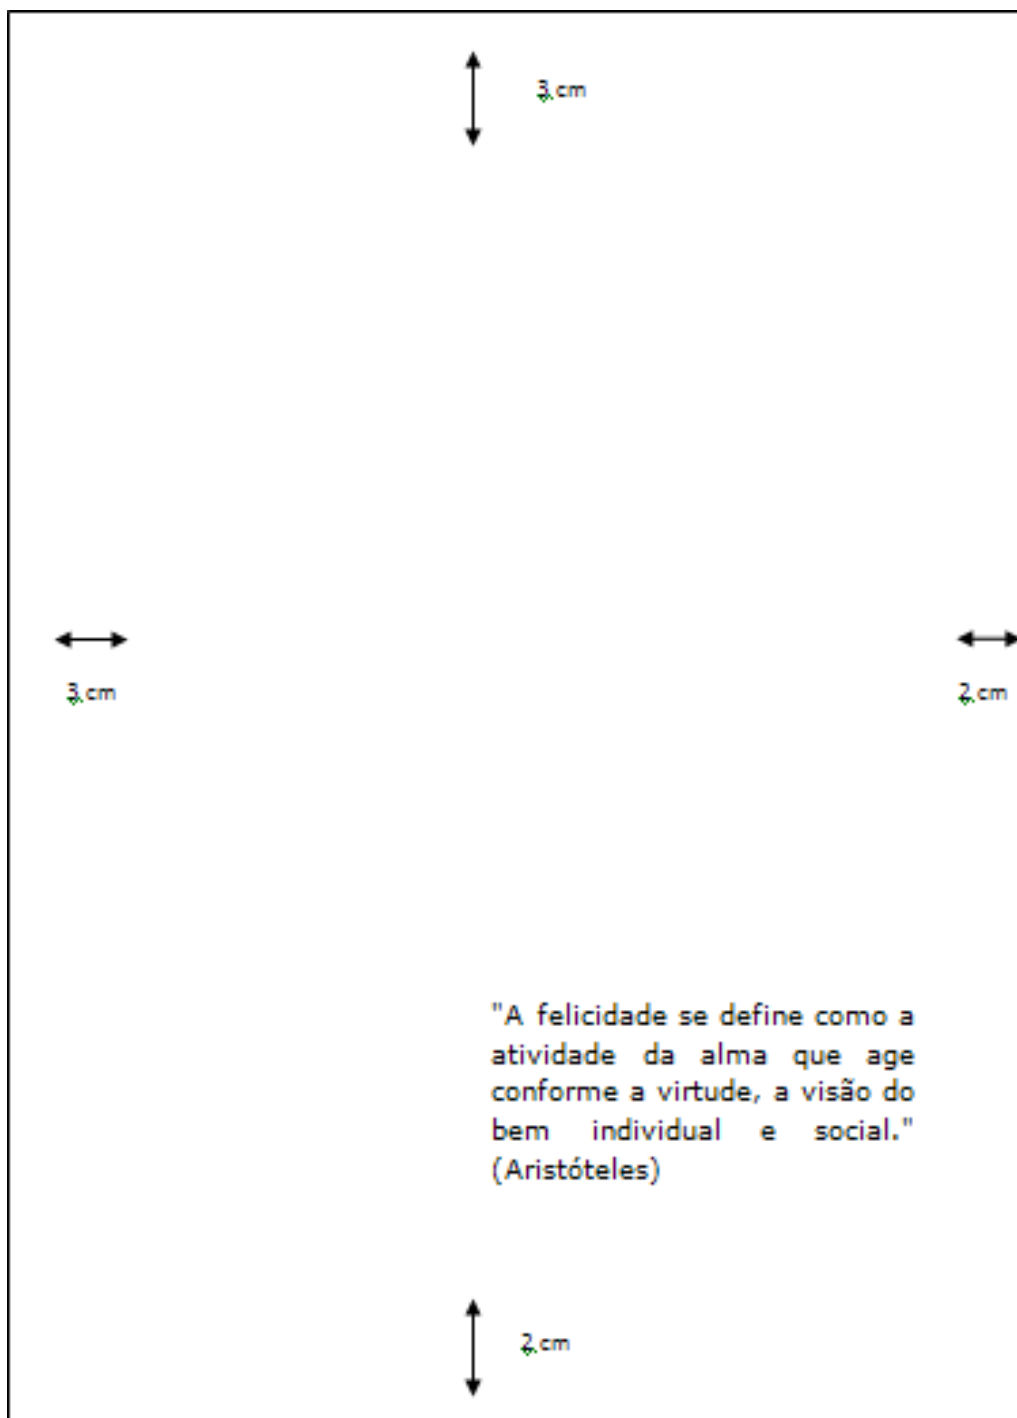 3 cm
3 cm
2 cm
"A felicidade se define como a
atividade da alma que age
conforme a virtude, a visão do
bem individual e social."
(Aristóteles)
2 cm